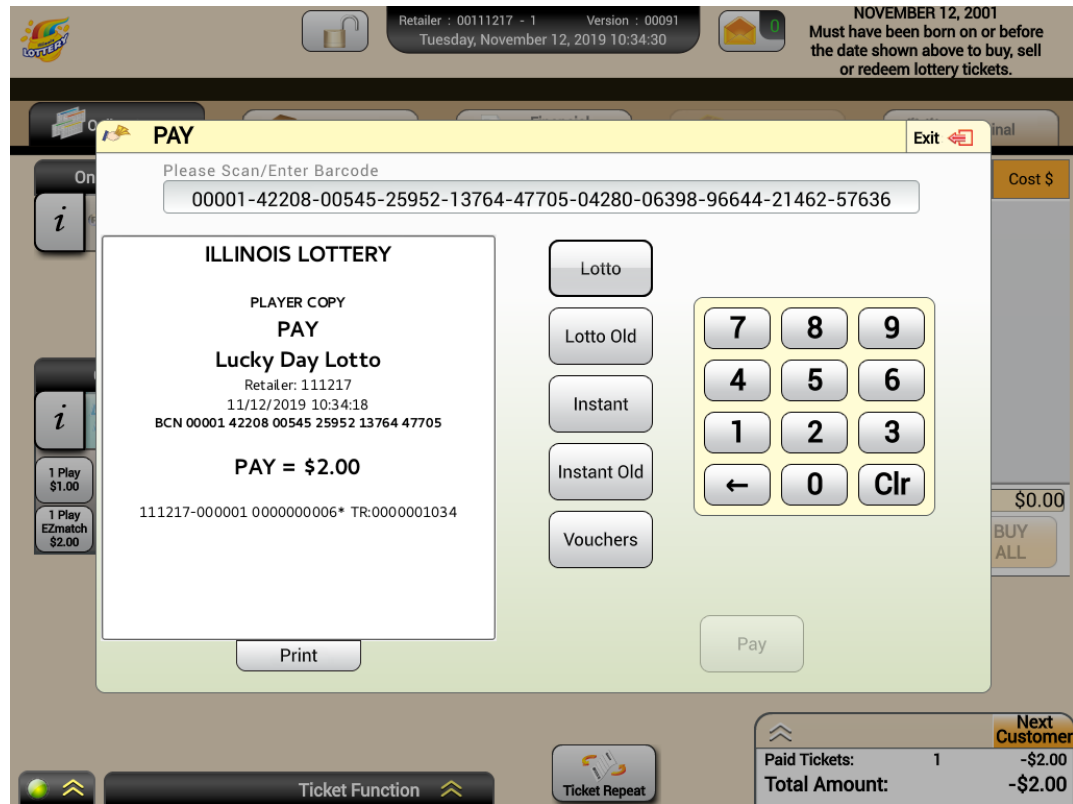 LOTTERY
Retailer : 00111217 - 1 Version : 00091
Tuesday, November 12, 2019 10:34:30
0
NOVEMBER 12, 2001
Must have been born on or before
the date shown above to buy, sell
or redeem lottery tickets.
PAY
Exit
Please Scan/Enter Barcode
00001-42208-00545-25952-13764-47705-04280-06398-96644-21462-57636
On
Cost $
i
ILLINOIS LOTTERY
PLAYER COPY
PAY
Lucky Day Lotto
Retailer: 111217
11/12/2019 10:34:18
BCN 00001 42208 00545 25952 13764 47705
PAY = $2.00
111217-000001 0000000006* TR:0000001034
Print
Lotto
Lotto Old
Instant
Instant Old
Vouchers
7 8 9
4 5 6
1 2 3
← 0 Clr
Pay
i
1 Play
$1.00
1 Play
EZmatch
$2.00
$0.00
BUY
ALL
Next
Customer
Paid Tickets: 1 -$2.00
Total Amount: -$2.00
Ticket Function
Ticket Repeat